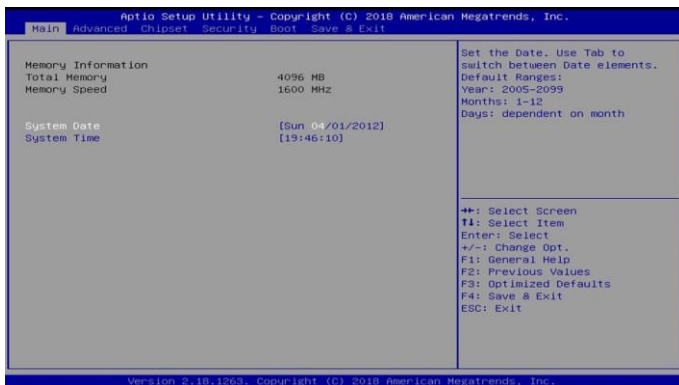 Aptio Setup Utility – Copyright (C) 2018 American Megatrends, Inc.
Main Advanced Chipset Security Boot Save & Exit
Memory Information
Total Memory 4096 MB
Memory Speed 1600 MHz
System Date [Sun 04/01/2012]
System Time [19:46:10]
Set the Date. Use Tab to
switch between Date elements.
Default Ranges:
Year: 2005-2099
Months: 1-12
Days: dependent on month
→←: Select Screen
↑↓: Select Item
Enter: Select
+/-: Change Opt.
F1: General Help
F2: Previous Values
F3: Optimized Defaults
F4: Save & Exit
ESC: Exit
Version 2.18.1263. Copyright (C) 2018 American Megatrends, Inc.